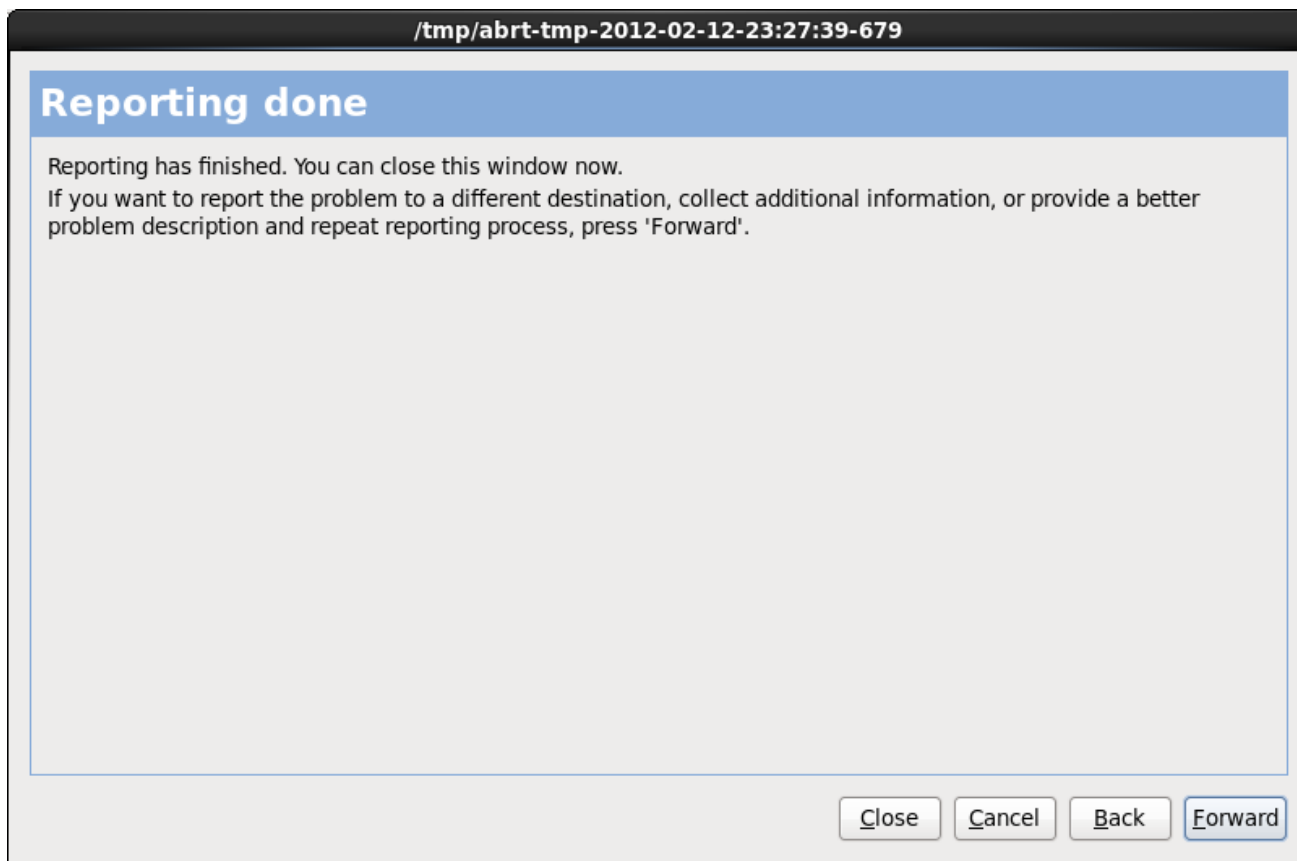 /tmp/abrt-tmp-2012-02-12-23:27:39-679
Reporting done
Reporting has finished. You can close this window now.
If you want to report the problem to a different destination, collect additional information, or provide a better
problem description and repeat reporting process, press 'Forward'.
Close Cancel Back Forward